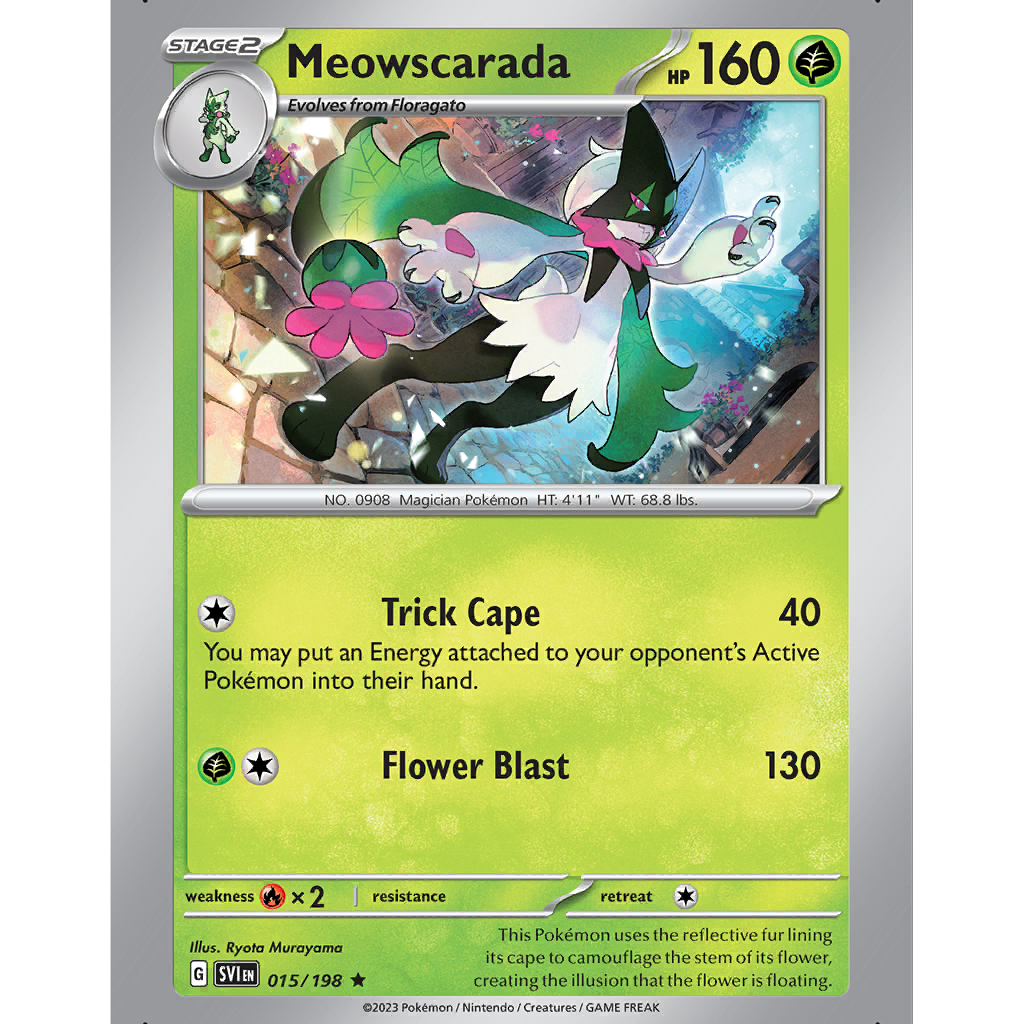 STAGE2
Meowscarada
HP 160
Evolves from Floragato
NO. 0908 Magician Pokémon HT: 4'11" WT: 68.8 lbs.
Trick Cape 40
You may put an Energy attached to your opponent's Active
Pokémon into their hand.
Flower Blast 130
weakness ×2 resistance retreat
Illus. Ryota Murayama
G SVI EN 015/198
This Pokémon uses the reflective fur lining
its cape to camouflage the stem of its flower,
creating the illusion that the flower is floating.
©2023 Pokémon / Nintendo / Creatures / GAME FREAK